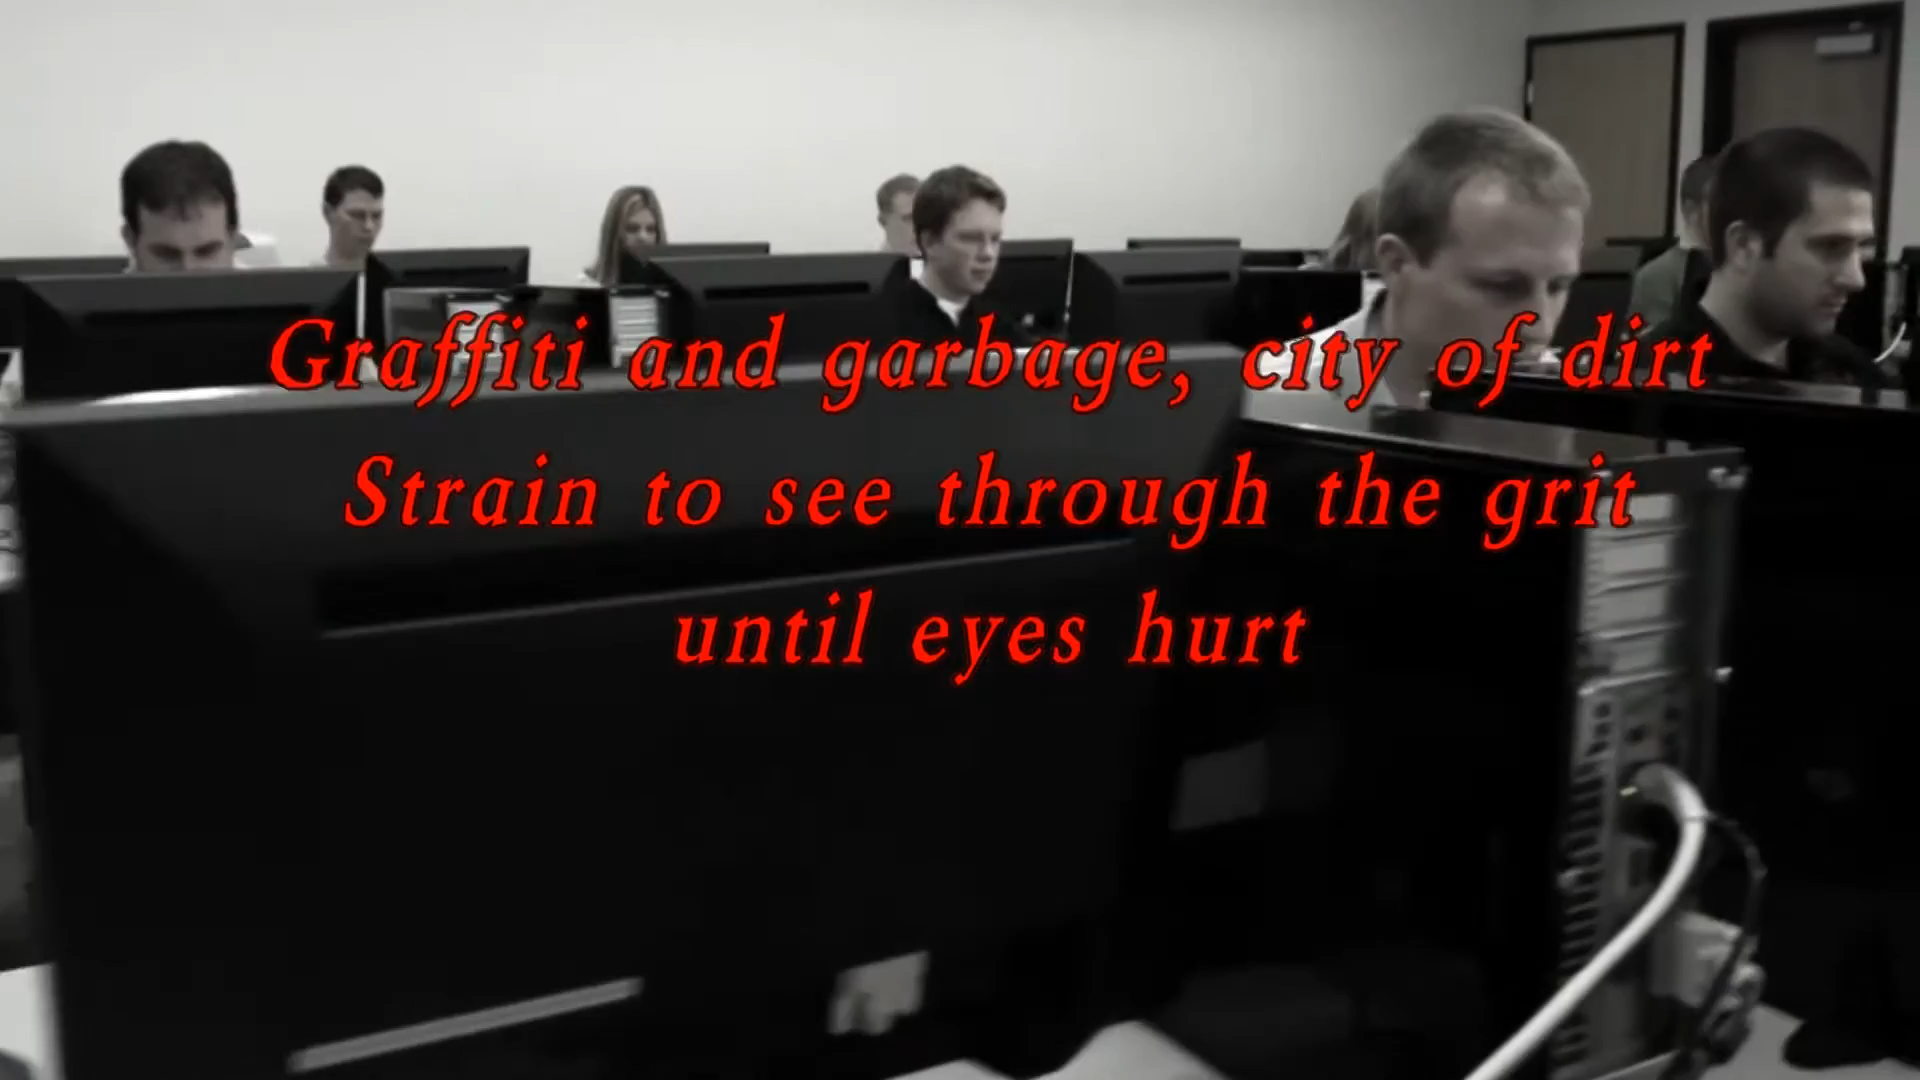 Graffiti and garbage, city of dirt
Strain to see through the grit
until eyes hurt